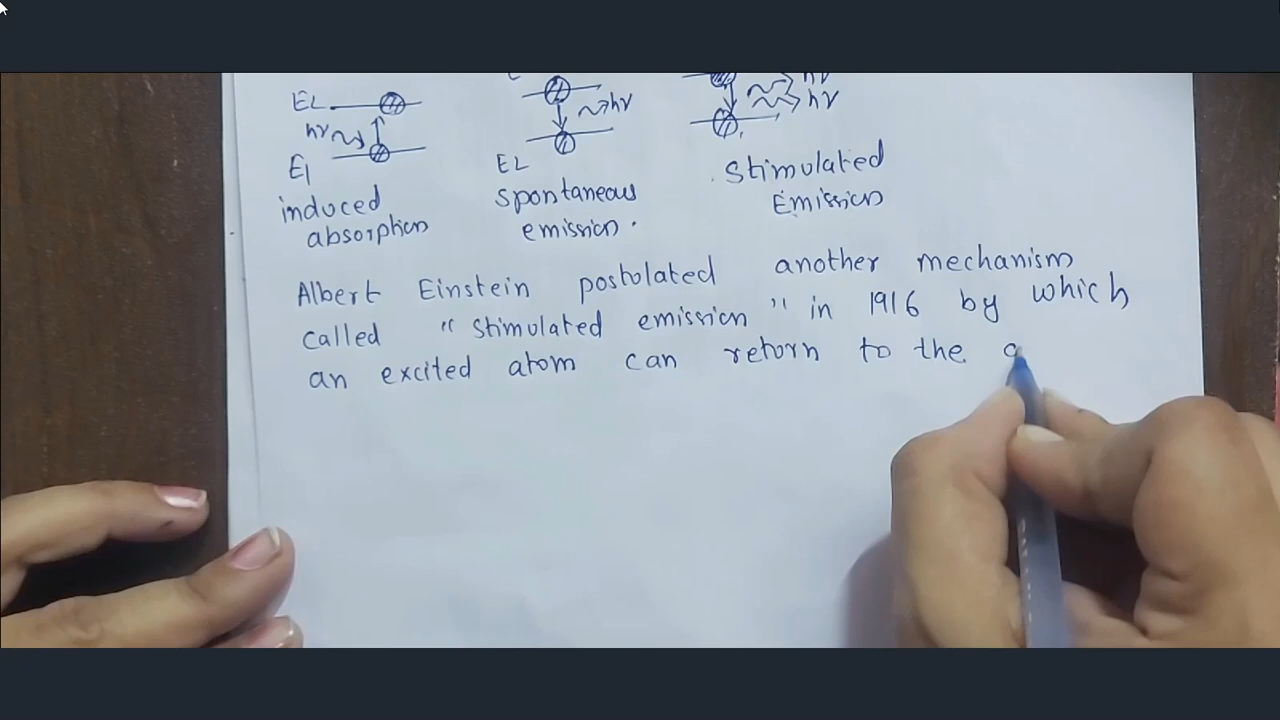 hν
EL
hν
hν
hν
E1
EL
induced
absorption
spontaneous
emission.
Stimulated
Emission
Albert Einstein postulated another mechanism
called "stimulated emission" in 1916 by which
an excited atom can return to the